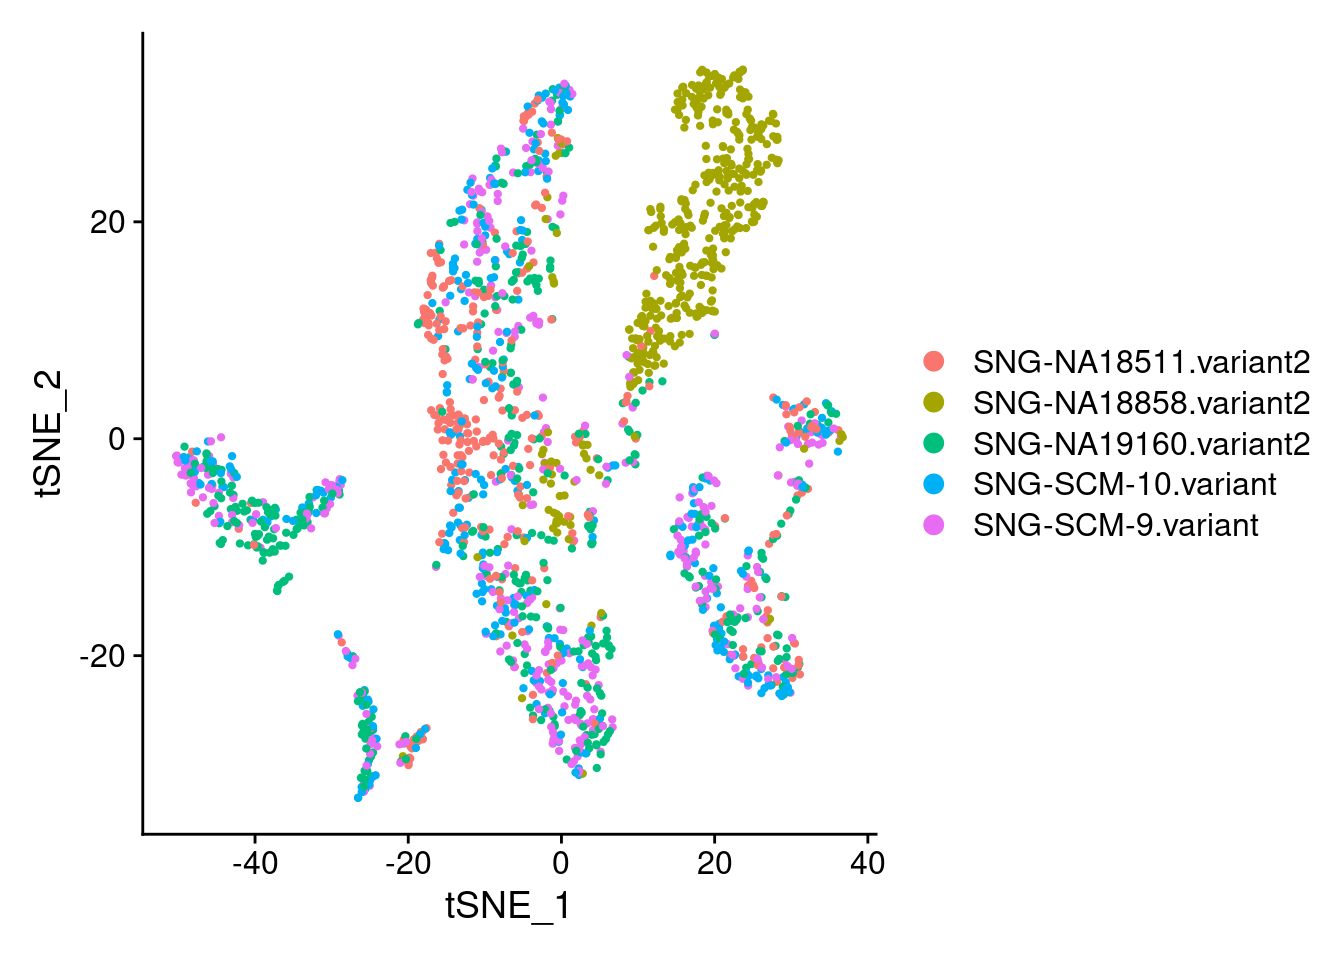 tSNE_2
20
0
-20
-40
-20
0
20
40
tSNE_1
SNG-NA18511.variant2
SNG-NA18858.variant2
SNG-NA19160.variant2
SNG-SCM-10.variant
SNG-SCM-9.variant